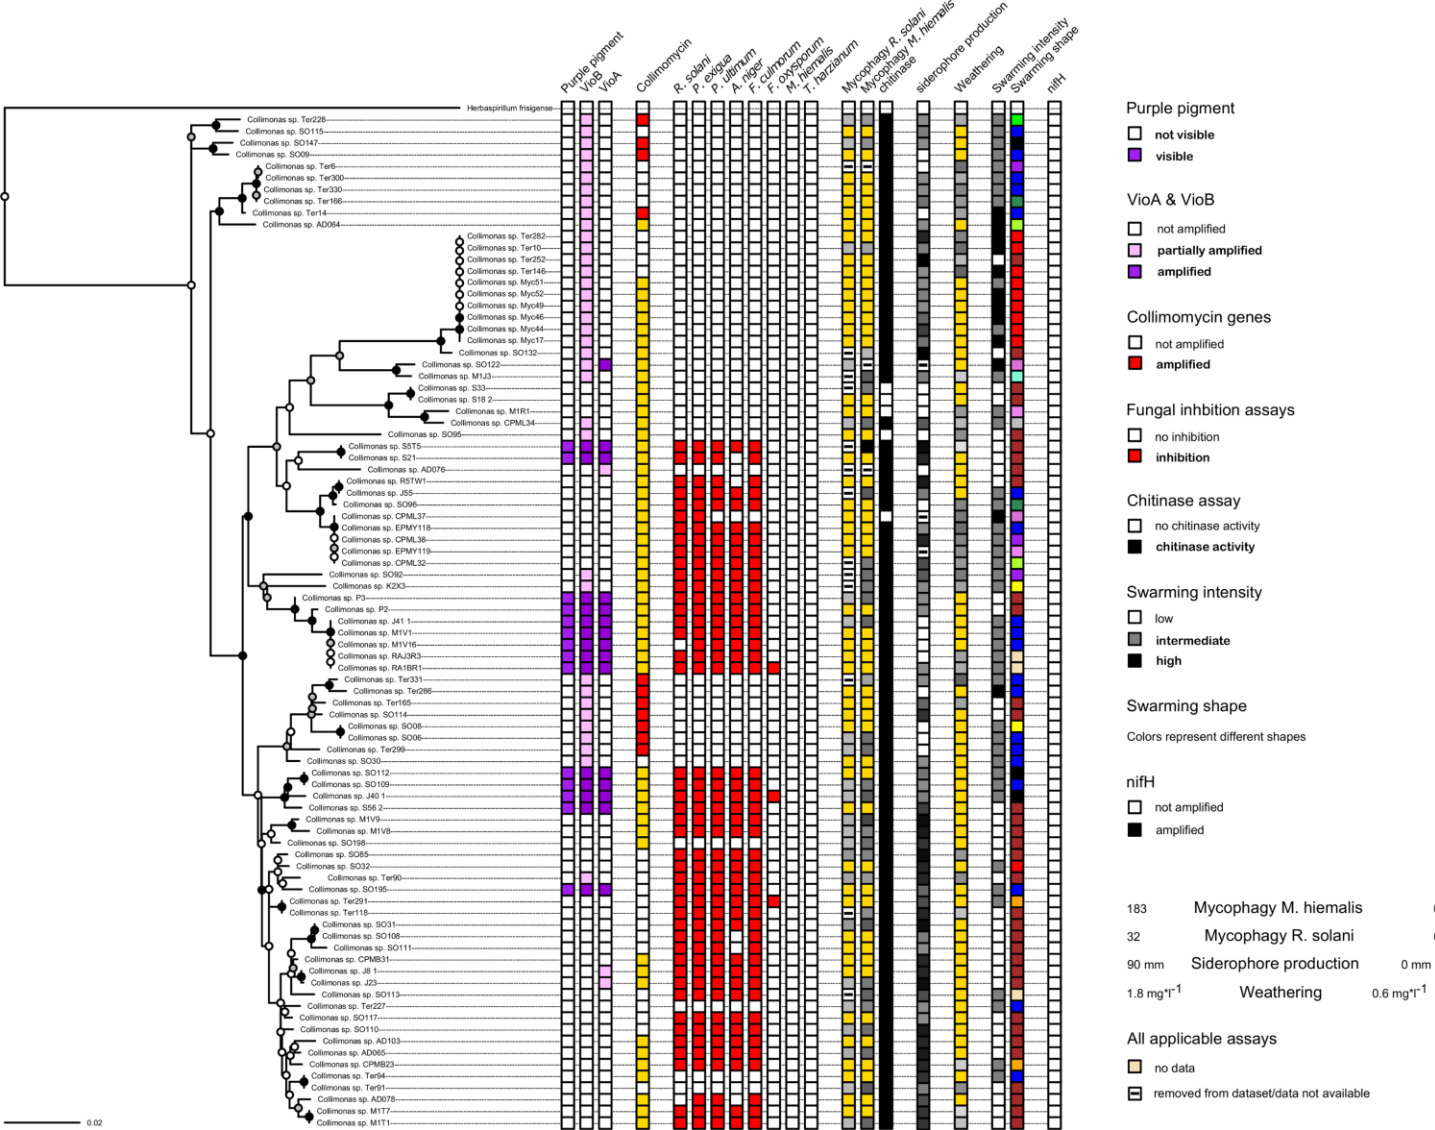 Purple pigment
VioB
VioA
Collimomycin
R. solani
P. exigua
P. ultimum
A. niger
F. culmorum
F. oxysporum
M. hiemalis
T. harzianum
Mycophagy R. solani
Mycophagy M. hiemalis
chitinase
siderophore production
Weathering
Swarming intensity
Swarming shape
nifH
Herbaspirillum frisigense
Collimonas sp. Ter228
Collimonas sp. SO115
Collimonas sp. SO147
Collimonas sp. SO09
Collimonas sp. Ter6
Collimonas sp. Ter300
Collimonas sp. Ter330
Collimonas sp. Ter166
Collimonas sp. Ter14
Collimonas sp. AD064
Collimonas sp. Ter282
Collimonas sp. Ter10
Collimonas sp. Ter252
Collimonas sp. Ter146
Collimonas sp. Myc51
Collimonas sp. Myc52
Collimonas sp. Myc49
Collimonas sp. Myc46
Collimonas sp. Myc44
Collimonas sp. Myc17
Collimonas sp. SO132
Collimonas sp. SO122
Collimonas sp. M1J3
Collimonas sp. S33
Collimonas sp. S18 2
Collimonas sp. M1R1
Collimonas sp. CPML34
Collimonas sp. SO95
Collimonas sp. S5T5
Collimonas sp. S21
Collimonas sp. AD076
Collimonas sp. R5TW1
Collimonas sp. J55
Collimonas sp. SO96
Collimonas sp. CPML37
Collimonas sp. EPMY118
Collimonas sp. CPML38
Collimonas sp. EPMY119
Collimonas sp. CPML32
Collimonas sp. SO92
Collimonas sp. K2X3
Collimonas sp. P3
Collimonas sp. P2
Collimonas sp. J41 1
Collimonas sp. M1V1
Collimonas sp. M1V16
Collimonas sp. RAJ3R3
Collimonas sp. RA1BR1
Collimonas sp. Ter331
Collimonas sp. Ter266
Collimonas sp. Ter165
Collimonas sp. SO114
Collimonas sp. SO08
Collimonas sp. SO06
Collimonas sp. Ter299
Collimonas sp. SO30
Collimonas sp. SO112
Collimonas sp. SO109
Collimonas sp. J40 1
Collimonas sp. S56 2
Collimonas sp. M1V9
Collimonas sp. M1V8
Collimonas sp. SO198
Collimonas sp. SO85
Collimonas sp. SO32
Collimonas sp. Ter90
Collimonas sp. SO195
Collimonas sp. Ter291
Collimonas sp. Ter118
Collimonas sp. SO31
Collimonas sp. SO108
Collimonas sp. SO111
Collimonas sp. CPMB31
Collimonas sp. J8 1
Collimonas sp. J23
Collimonas sp. SO113
Collimonas sp. Ter227
Collimonas sp. SO117
Collimonas sp. SO110
Collimonas sp. AD103
Collimonas sp. AD065
Collimonas sp. CPMB23
Collimonas sp. Ter94
Collimonas sp. Ter91
Collimonas sp. AD078
Collimonas sp. M1T7
Collimonas sp. M1T1
0.02
Purple pigment
not visible
visible
VioA & VioB
not amplified
partially amplified
amplified
Collimomycin genes
not amplified
amplified
Fungal inhbition assays
no inhibition
inhibition
Chitinase assay
no chitinase activity
chitinase activity
Swarming intensity
low
intermediate
high
Swarming shape
Colors represent different shapes
nifH
not amplified
amplified
183 Mycophagy M. hiemalis
32 Mycophagy R. solani
90 mm Siderophore production 0 mm
1.8 mg*l-1 Weathering 0.6 mg*l-1
All applicable assays
no data
removed from dataset/data not available